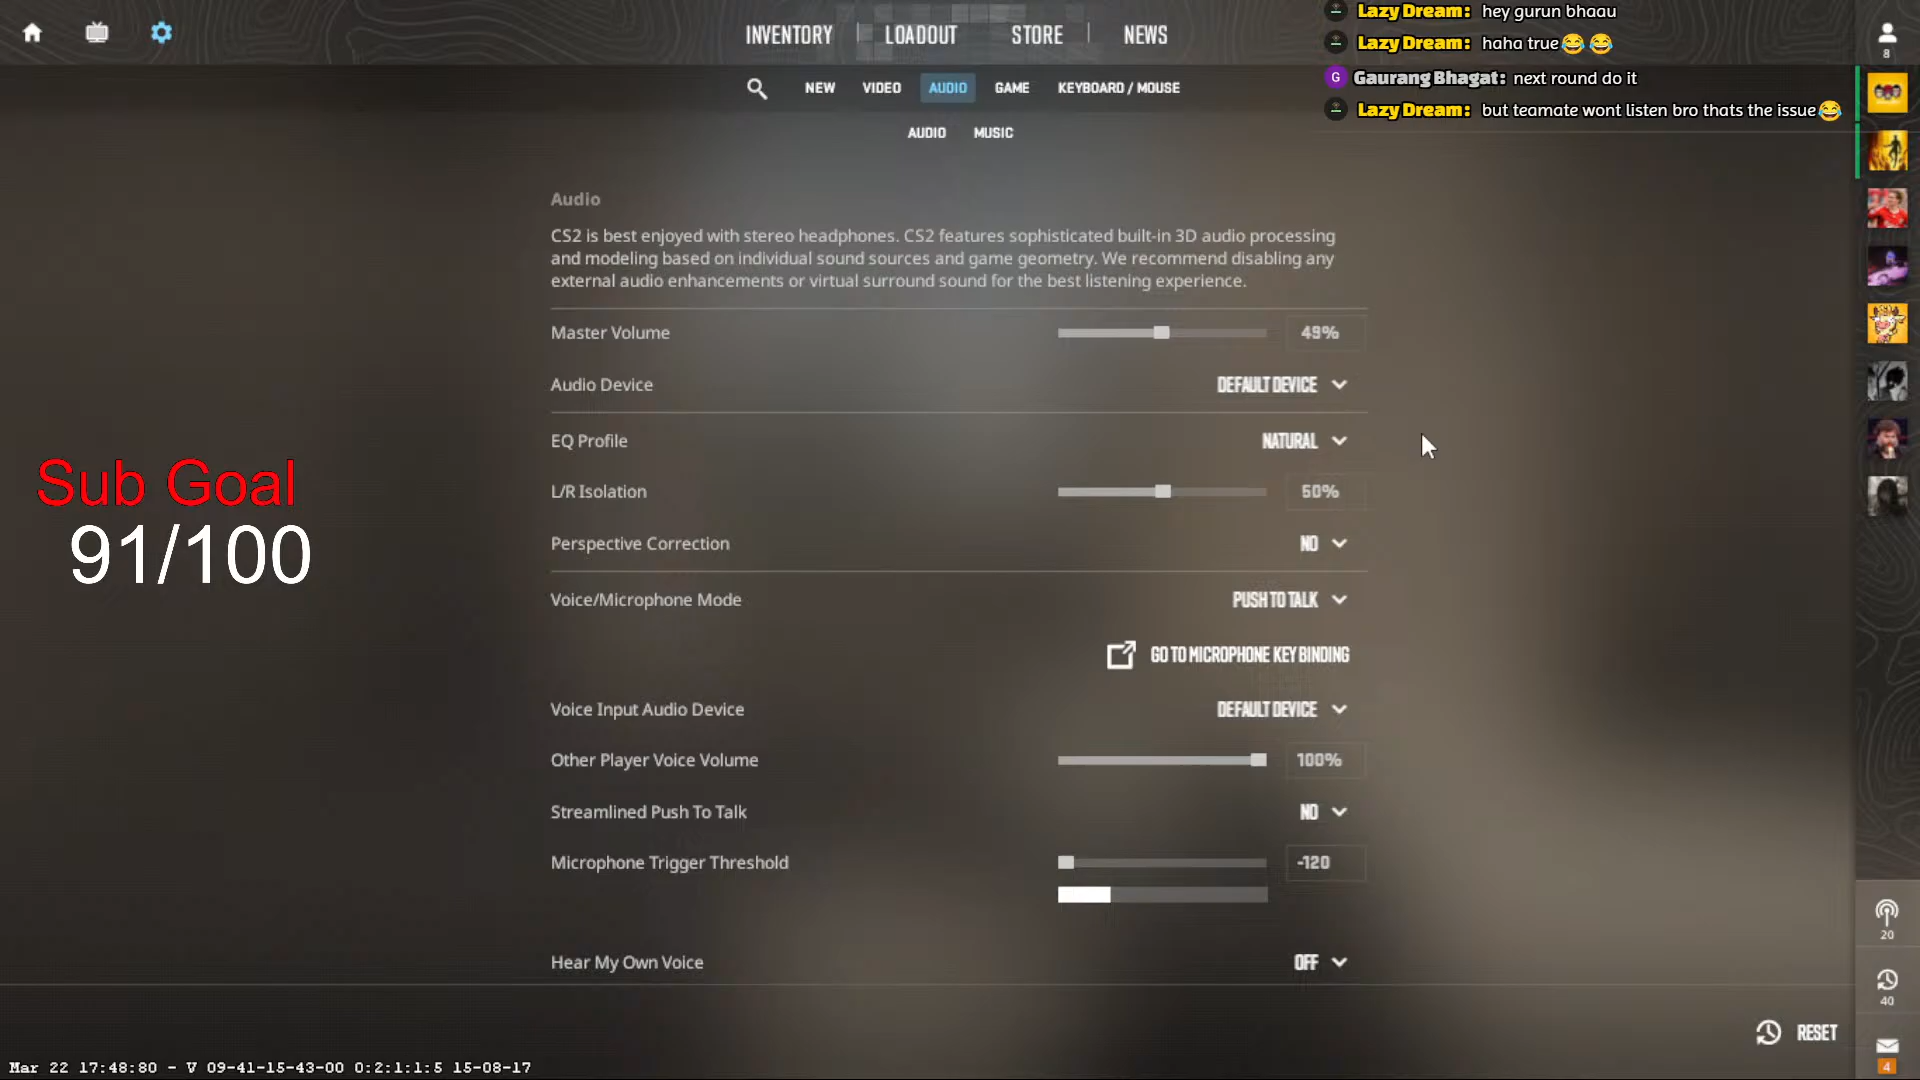 INVENTORY LOADOUT STORE NEWS
Lazy Dream: hey gurun bhaau
Lazy Dream: haha true😂 😂
G Gaurang Bhagat: next round do it
Lazy Dream: but teamate wont listen bro thats the issue😂
8
NEW VIDEO AUDIO GAME KEYBOARD / MOUSE
AUDIO MUSIC
Audio
CS2 is best enjoyed with stereo headphones. CS2 features sophisticated built-in 3D audio processing
and modeling based on individual sound sources and game geometry. We recommend disabling any
external audio enhancements or virtual surround sound for the best listening experience.
Master Volume 49%
Audio Device DEFAULT DEVICE
EQ Profile NATURAL
L/R Isolation 50%
Perspective Correction NO
Voice/Microphone Mode PUSH TO TALK
GO TO MICROPHONE KEY BINDING
Voice Input Audio Device DEFAULT DEVICE
Other Player Voice Volume 100%
Streamlined Push To Talk NO
Microphone Trigger Threshold -120
Hear My Own Voice OFF
Sub Goal
91/100
20
40
RESET
4
Mar 22 17:48:80 - V 09-41-15-43-00 0:2:1:1:5 15-08-17